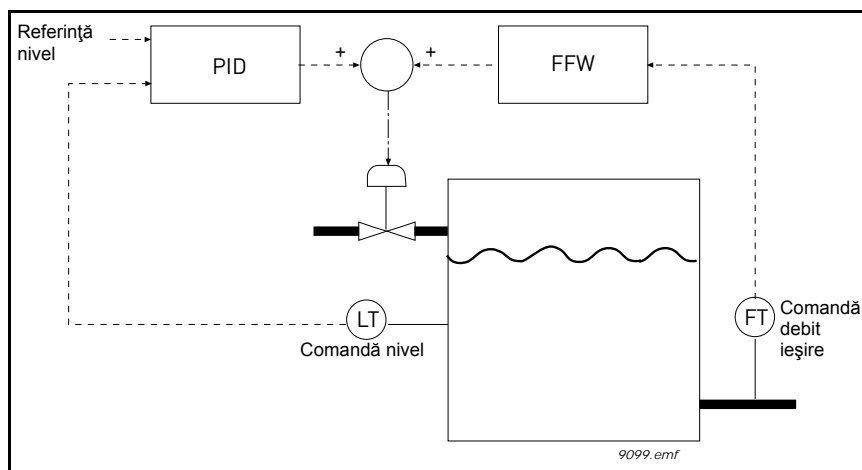 Referinţă
nivel
PID
+
+
FFW
LT
Comandă nivel
FT
Comandă
debit
ieşire
9099.emf